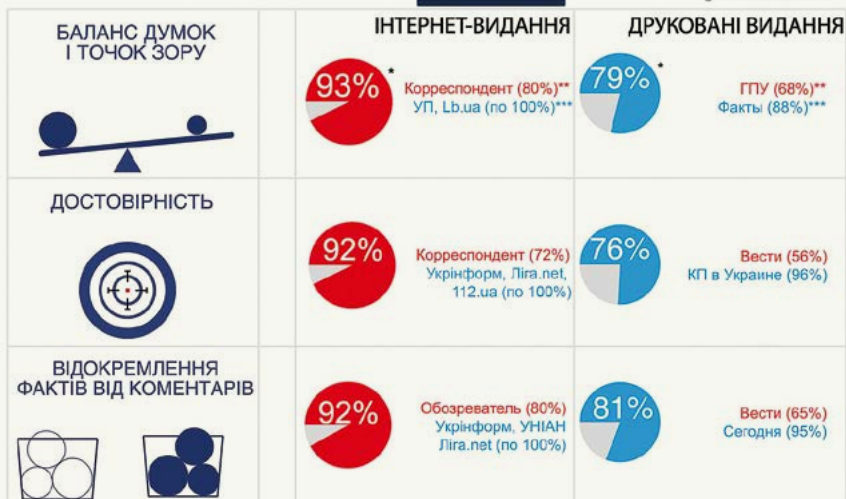 ІНТЕРНЕТ-ВИДАННЯ
ДРУКОВАНІ ВИДАННЯ
БАЛАНС ДУМОК
І ТОЧОК ЗОРУ
93%*
Корреспондент (80%)**
УП, Lb.ua (по 100%)***
79%*
ГПУ (68%)**
Факты (88%)***
ДОСТОВІРНІСТЬ
92%
Корреспондент (72%)
Укрінформ, Ліга.net,
112.ua (по 100%)
76%
Вести (56%)
КП в Украине (96%)
ВІДОКРЕМЛЕННЯ
ФАКТІВ ВІД КОМЕНТАРІВ
92%
Обозреватель (80%)
Укрінформ, УНІАН
Ліга.net (по 100%)
81%
Вести (65%)
Сегодня (95%)